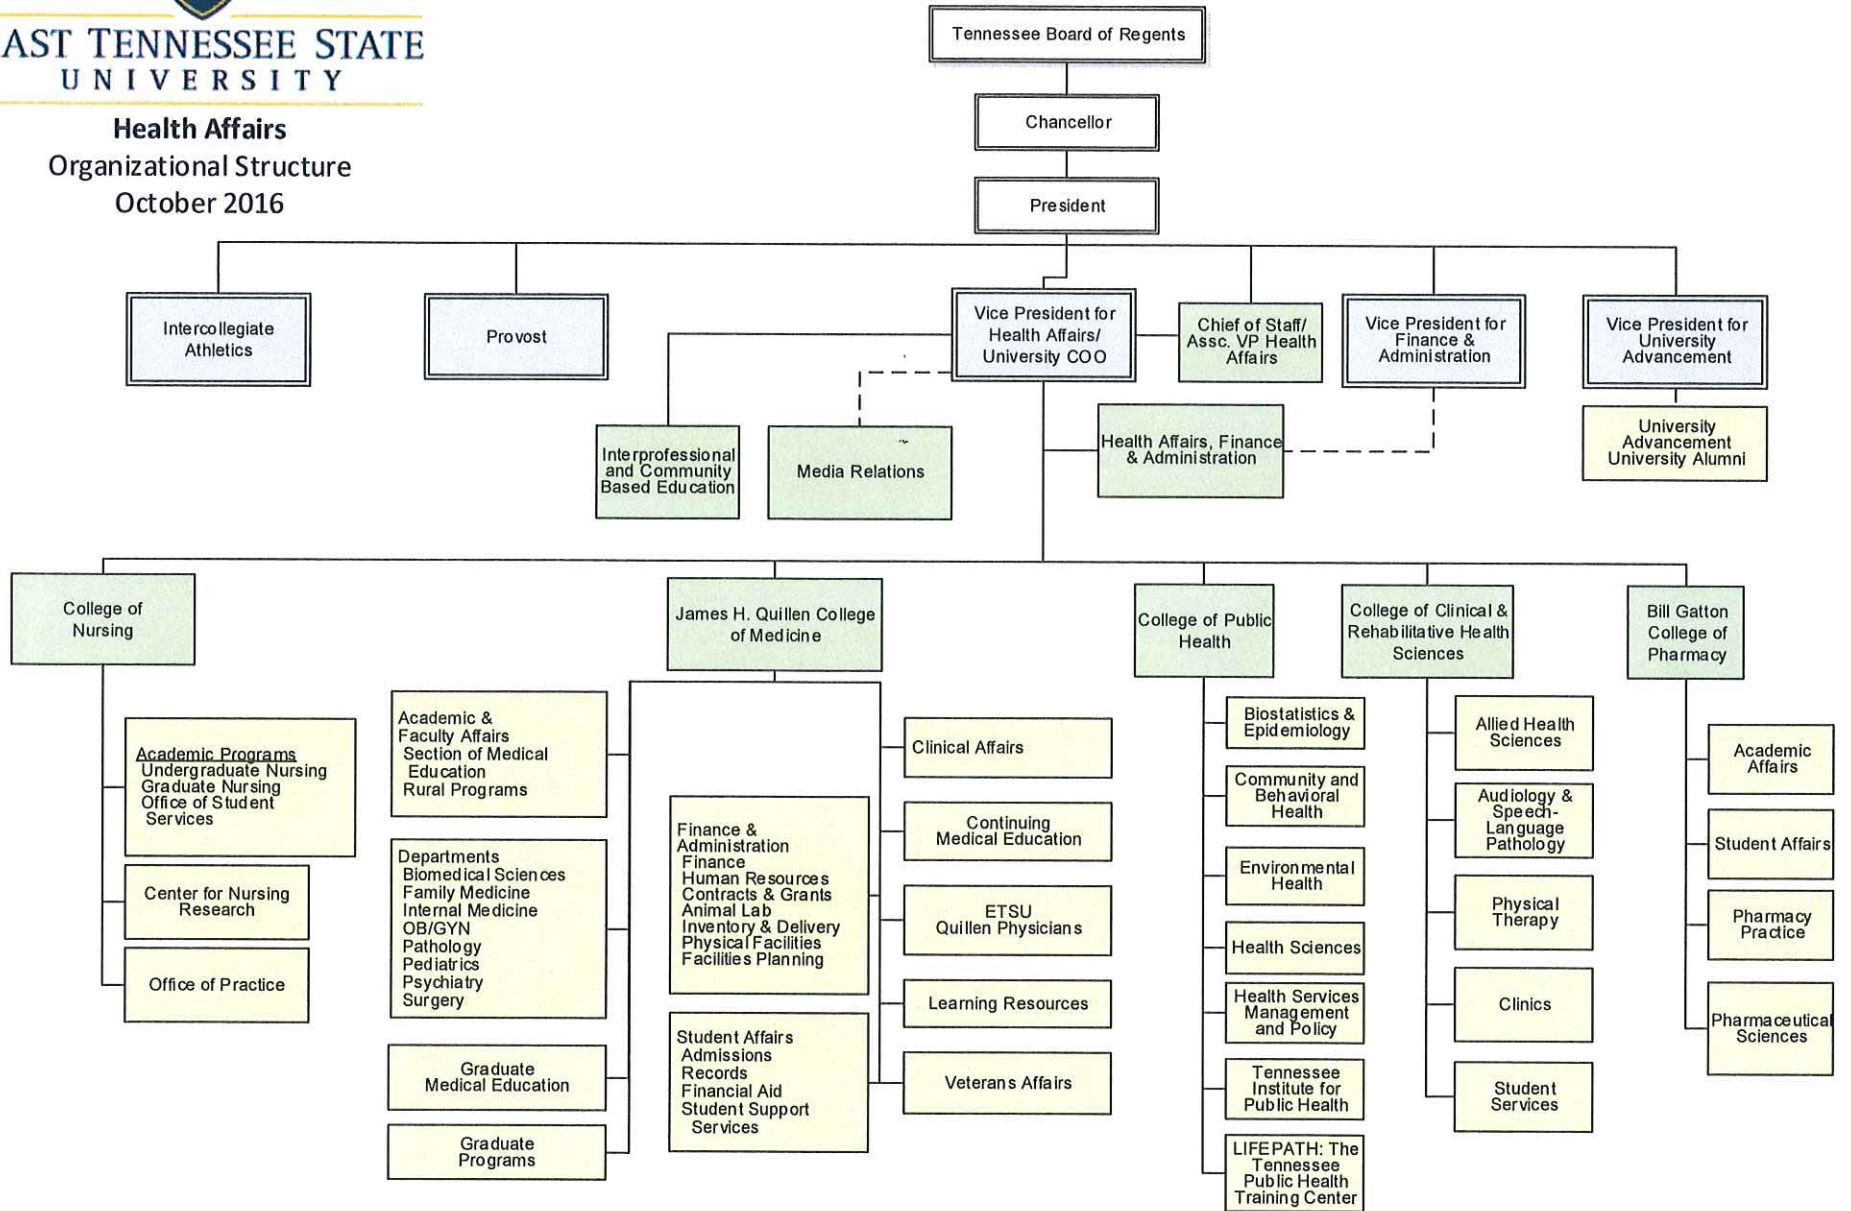 AST TENNESSEE STATE
UNIVERSITY
Health Affairs
Organizational Structure
October 2016
Tennessee Board of Regents
Chancellor
President
Intercollegiate
Athletics
Provost
Vice President for
Health Affairs/
University COO
Chief of Staff/
Assc. VP Health
Affairs
Vice President for
Finance &
Administration
Vice President for
University
Advancement
University
Advancement
University Alumni
Interprofessional
and Community
Based Education
Media Relations
Health Affairs, Finance
& Administration
College of
Nursing
James H. Quillen College
of Medicine
College of Public
Health
College of Clinical &
Rehabilitative Health
Sciences
Bill Gatton
College of
Pharmacy
Academic Programs
Undergraduate Nursing
Graduate Nursing
Office of Student
Services
Center for Nursing
Research
Office of Practice
Academic &
Faculty Affairs
Section of Medical
Education
Rural Programs
Departments
Biomedical Sciences
Family Medicine
Internal Medicine
OB/GYN
Pathology
Pediatrics
Psychiatry
Surgery
Graduate
Medical Education
Graduate
Programs
Finance &
Administration
Finance
Human Resources
Contracts & Grants
Animal Lab
Inventory & Delivery
Physical Facilities
Facilities Planning
Student Affairs
Admissions
Records
Financial Aid
Student Support
Services
Clinical Affairs
Continuing
Medical Education
ETSU
Quillen Physicians
Learning Resources
Veterans Affairs
Biostatistics &
Epidemiology
Community and
Behavioral
Health
Environmental
Health
Health Sciences
Health Services
Management
and Policy
Tennessee
Institute for
Public Health
LIFEPATH: The
Tennessee
Public Health
Training Center
Allied Health
Sciences
Audiology &
Speech-
Language
Pathology
Physical
Therapy
Clinics
Student
Services
Academic
Affairs
Student Affairs
Pharmacy
Practice
Pharmaceutical
Sciences